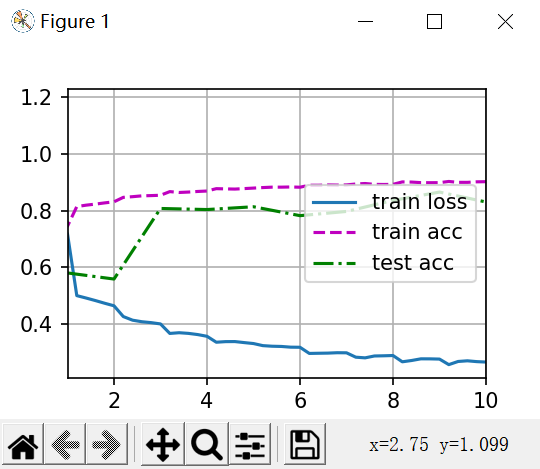 Figure 1
1.2
1.0
0.8
0.6
0.4
train loss
train acc
test acc
2 4 6 8 10
x=2.75 y=1.099